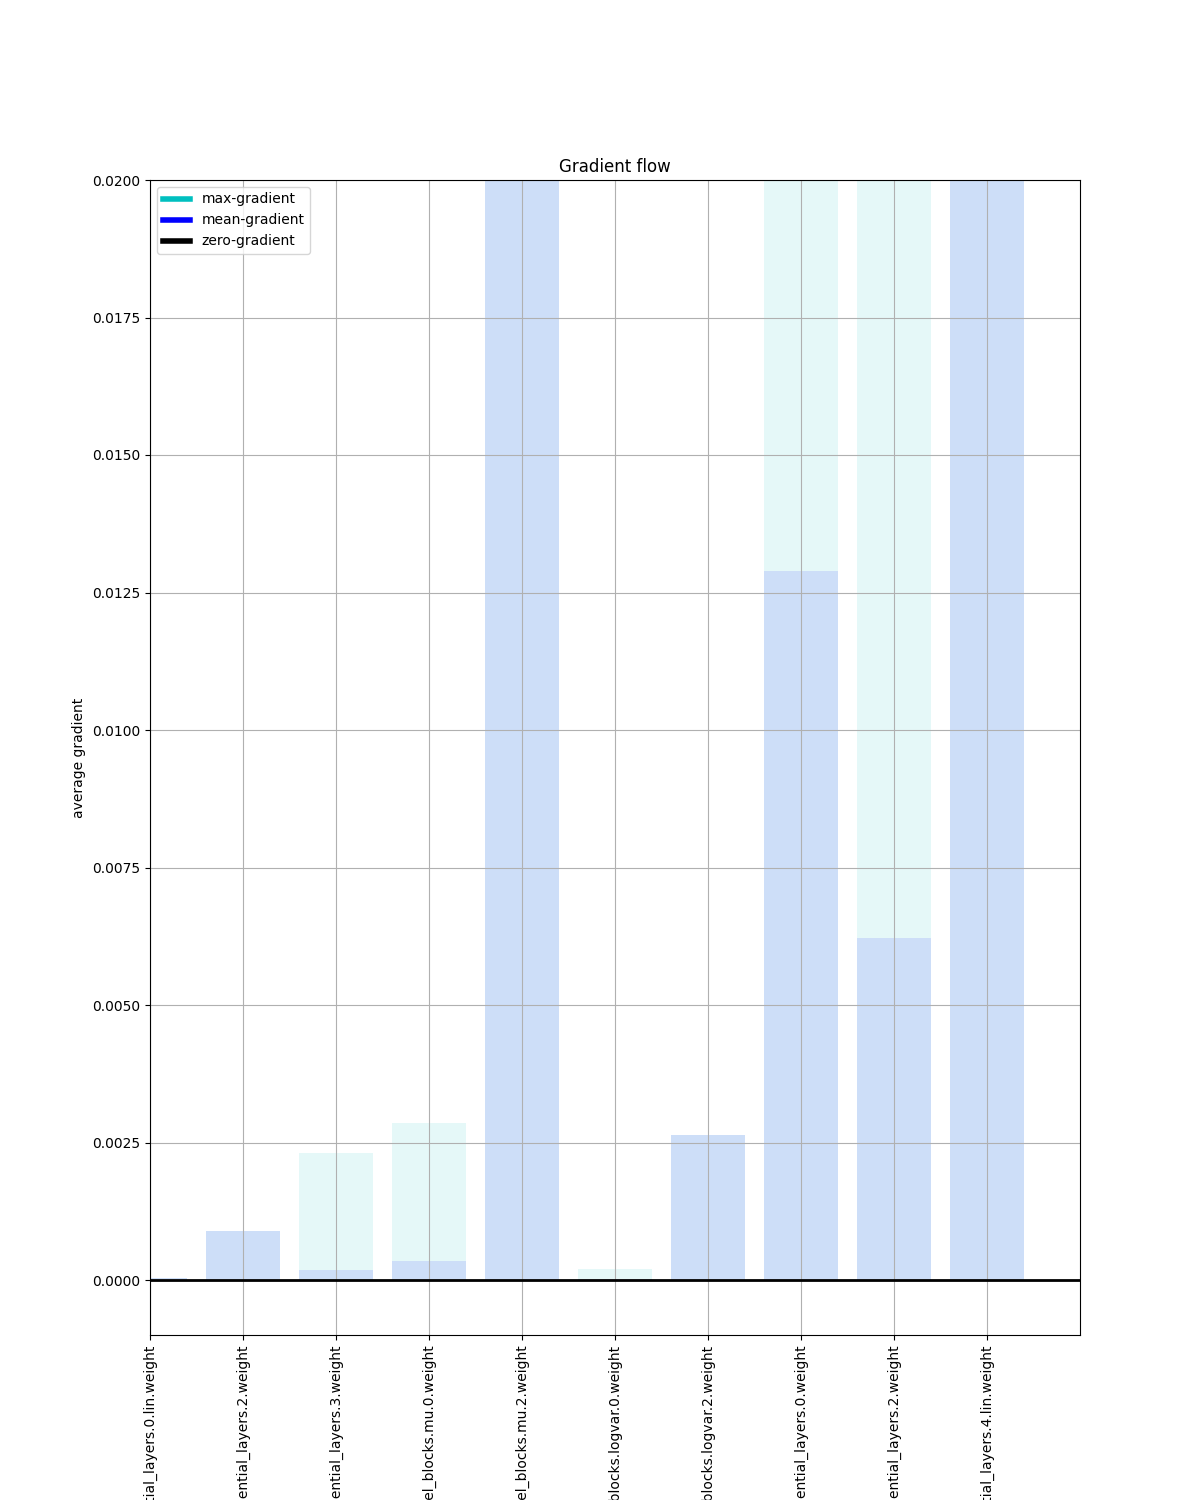 Gradient flow
max-gradient
mean-gradient
zero-gradient
0.0200
0.0175
0.0150
0.0125
0.0100
0.0075
0.0050
0.0025
0.0000
average gradient
tial_layers.0.lin.weight
ential_layers.2.weight
ential_layers.3.weight
el_blocks.mu.0.weight
el_blocks.mu.2.weight
blocks.logvar.0.weight
blocks.logvar.2.weight
ential_layers.0.weight
ential_layers.2.weight
tial_layers.4.lin.weight